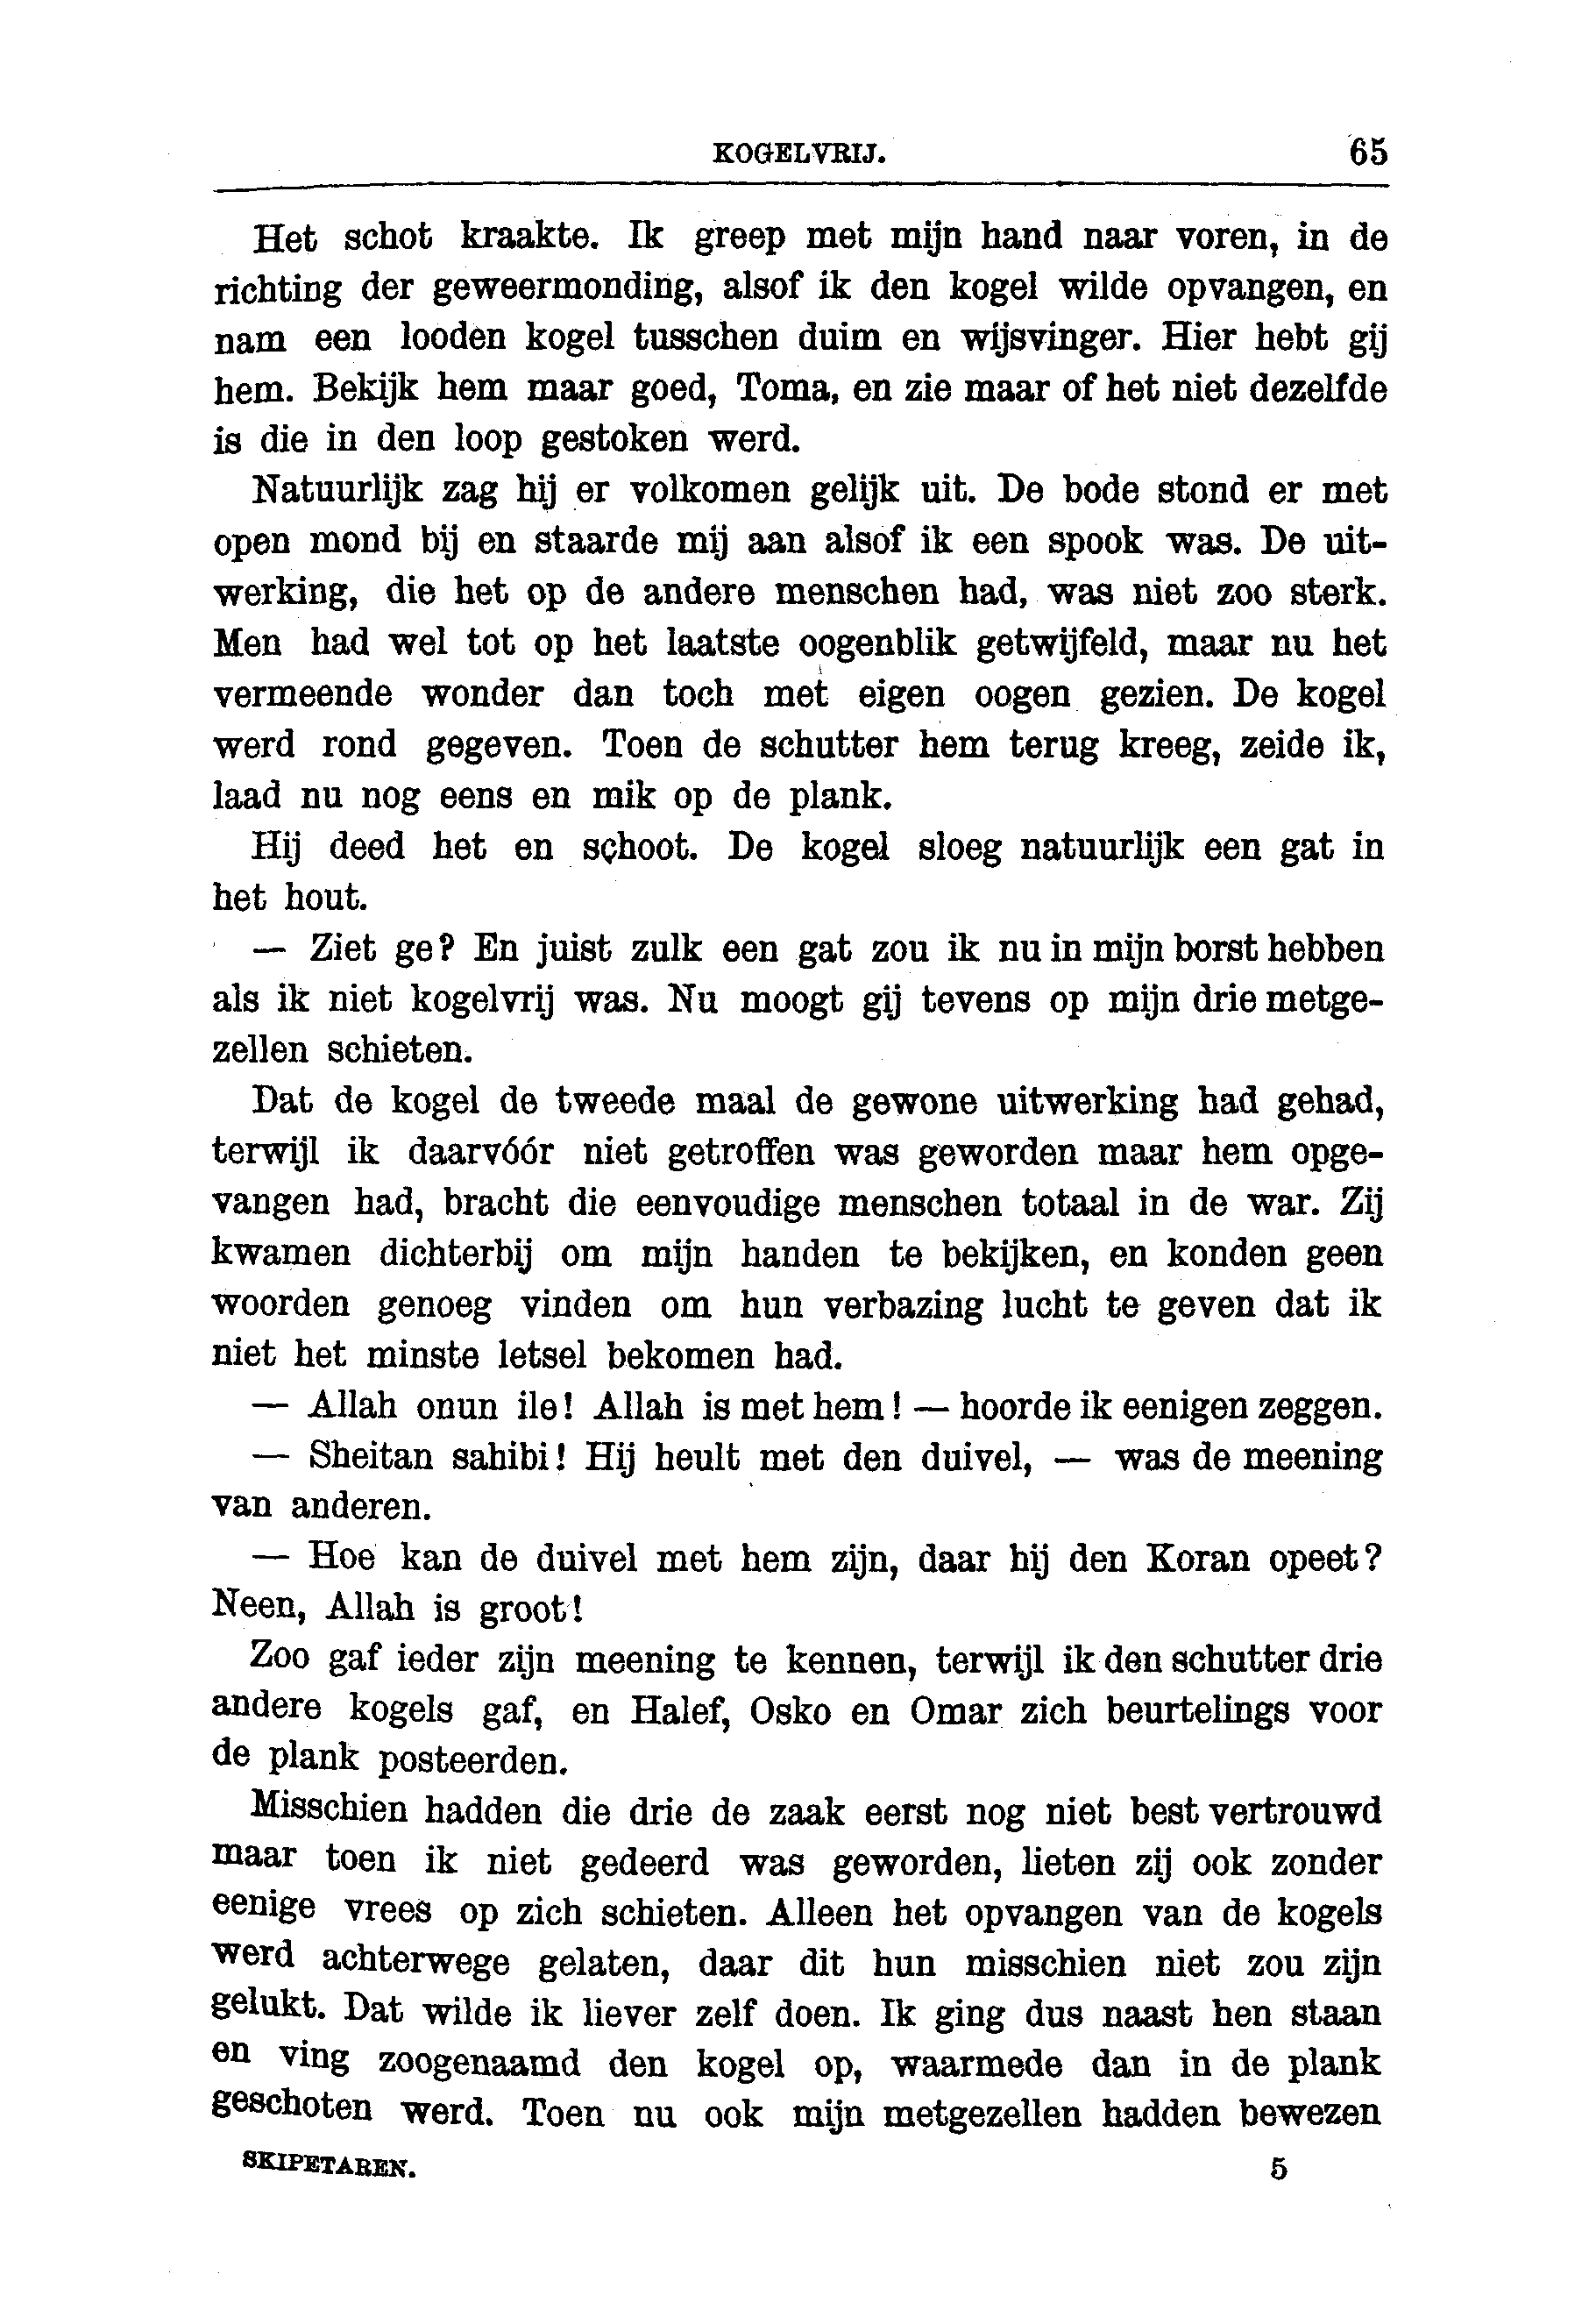 KOGELVRIJ. 65
Het schot kraakte. Ik greep met mijn hand naar voren, in de
richting der geweermonding, alsof ik den kogel wilde opvangen, en
nam een looden kogel tusschen duim en wijsvinger. Hier hebt gij
hem. Bekijk hem maar goed, Toma, en zie maar of het niet dezelfde
is die in den loop gestoken werd.
Natuurlijk zag hij er volkomen gelijk uit. De bode stond er met
open mond bij en staarde mij aan alsof ik een spook was. De uit-
werking, die het op de andere menschen had, was niet zoo sterk.
Men had wel tot op het laatste oogenblik getwijfeld, maar nu het
vermeende wonder dan toch met eigen oogen gezien. De kogel
werd rond gegeven. Toen de schutter hem terug kreeg, zeide ik,
laad nu nog eens en mik op de plank.
Hij deed het en schoot. De kogel sloeg natuurlijk een gat in
het hout.
— Ziet ge? En juist zulk een gat zou ik nu in mijn borst hebben
als ik niet kogelvrij was. Nu moogt gij tevens op mijn drie metge-
zellen schieten.
Dat de kogel de tweede maal de gewone uitwerking had gehad,
terwijl ik daarvóór niet getroffen was geworden maar hem opge-
vangen had, bracht die eenvoudige menschen totaal in de war. Zij
kwamen dichterbij om mijn handen te bekijken, en konden geen
woorden genoeg vinden om hun verbazing lucht te geven dat ik
niet het minste letsel bekomen had.
— Allah onun ile! Allah is met hem! — hoorde ik eenigen zeggen.
— Sheitan sahibi! Hij heult met den duivel, — was de meening
van anderen.
— Hoe kan de duivel met hem zijn, daar hij den Koran opeet?
Neen, Allah is groot!
Zoo gaf ieder zijn meening te kennen, terwijl ik den schutter drie
andere kogels gaf, en Halef, Osko en Omar zich beurtelings voor
de plank posteerden.
Misschien hadden die drie de zaak eerst nog niet best vertrouwd
maar toen ik niet gedeerd was geworden, lieten zij ook zonder
eenige vrees op zich schieten. Alleen het opvangen van de kogels
werd achterwege gelaten, daar dit hun misschien niet zou zijn
gelukt. Dat wilde ik liever zelf doen. Ik ging dus naast hen staan
en ving zoogenaamd den kogel op, waarmede dan in de plank
geschoten werd. Toen nu ook mijn metgezellen hadden bewezen
SKIPETAREN. 5